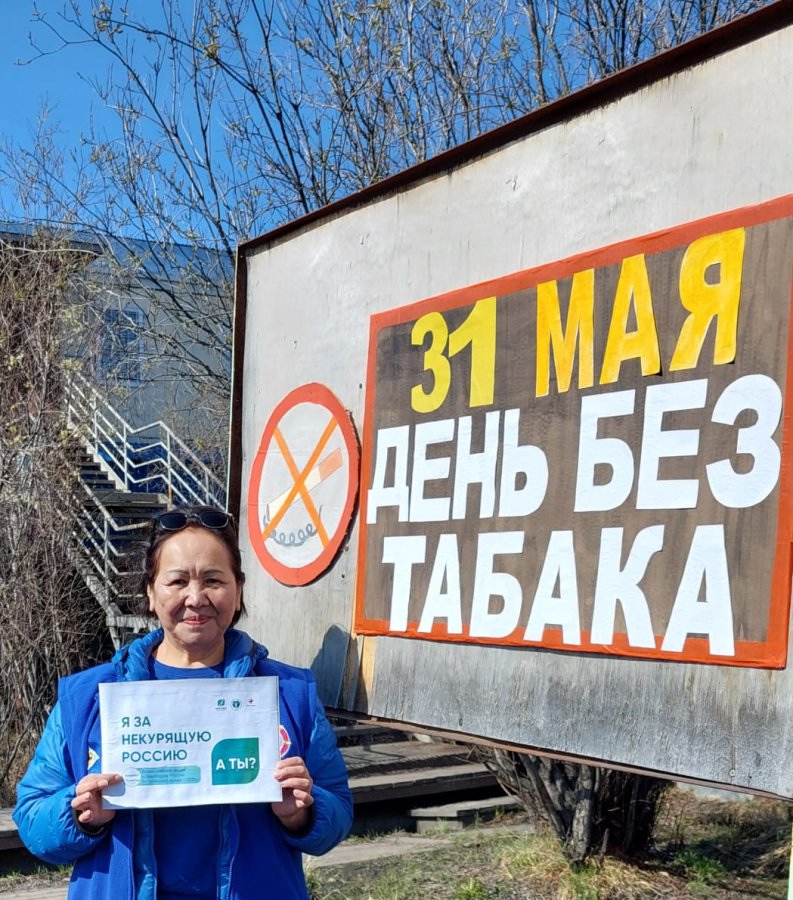 31 МАЯ
ДЕНЬ БЕЗ
ТАБАКА
Я ЗА
НЕКУРЯЩУЮ
РОССИЮ
А ТЫ?